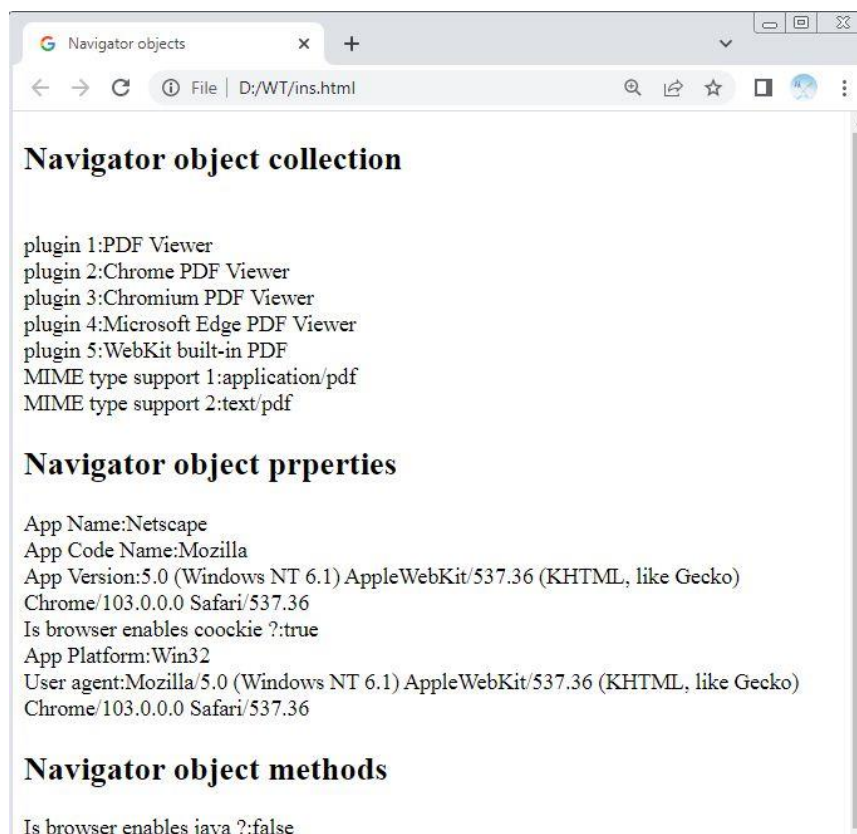 Navigator objects
File | D:/WT/ins.html
Navigator object collection
plugin 1:PDF Viewer
plugin 2:Chrome PDF Viewer
plugin 3:Chromium PDF Viewer
plugin 4:Microsoft Edge PDF Viewer
plugin 5:WebKit built-in PDF
MIME type support 1:application/pdf
MIME type support 2:text/pdf
Navigator object prperties
App Name:Netscape
App Code Name:Mozilla
App Version:5.0 (Windows NT 6.1) AppleWebKit/537.36 (KHTML, like Gecko)
Chrome/103.0.0.0 Safari/537.36
Is browser enables coockie ?:true
App Platform:Win32
User agent:Mozilla/5.0 (Windows NT 6.1) AppleWebKit/537.36 (KHTML, like Gecko)
Chrome/103.0.0.0 Safari/537.36
Navigator object methods
Is browser enables java ?:false